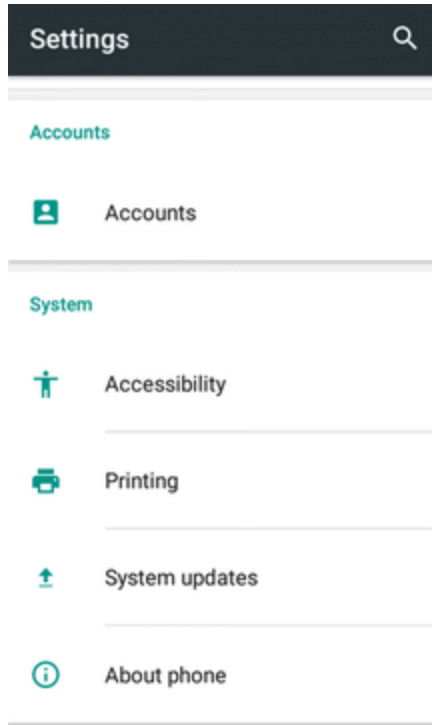 Settings
Accounts
Accounts
System
Accessibility
Printing
System updates
About phone